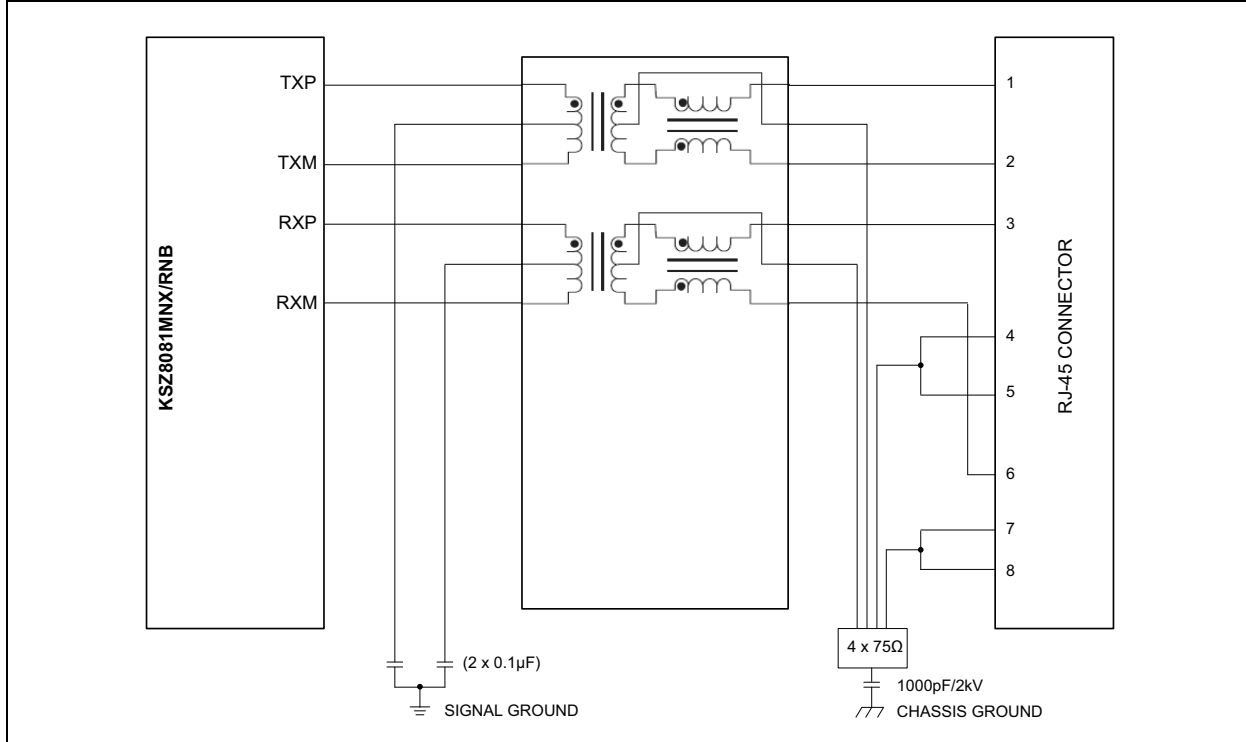 KSZ8081MNX/RNB
TXP
TXM
RXP
RXM
1
2
3
4
5
6
7
8
RJ-45 CONNECTOR
(2 x 0.1µF)
SIGNAL GROUND
4 x 75Ω
1000pF/2kV
CHASSIS GROUND